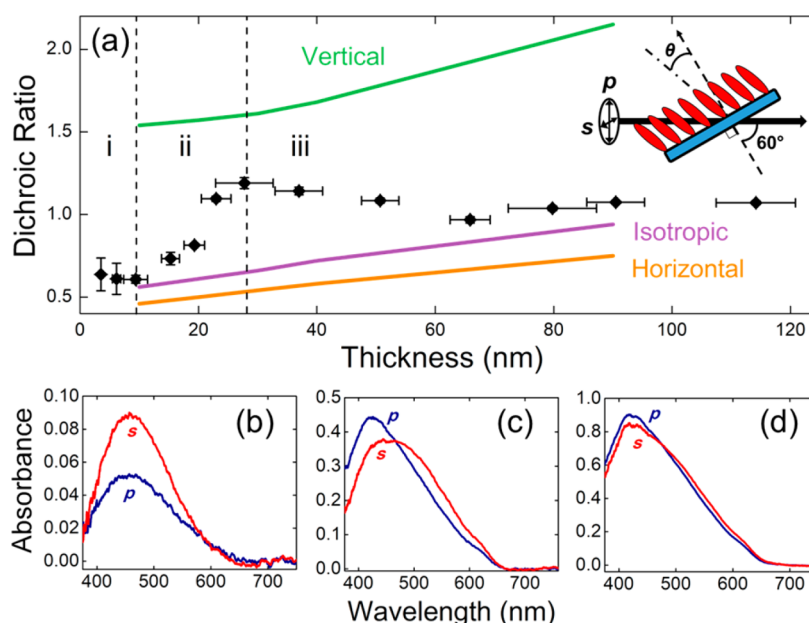 (a)
2.0
1.5
1.0
0.5
Dichroic Ratio
Vertical
i
ii
iii
Isotropic
Horizontal
θ
p
s
60°
0
20
40
60
80
100
120
Thickness (nm)
(b)
0.10
0.08
0.06
0.04
0.02
0.00
Absorbance
s
p
400
500
600
700
(c)
0.5
0.4
0.3
0.2
0.1
0.0
p
s
400
500
600
700
(d)
1.0
0.8
0.6
0.4
0.2
0.0
p
s
400
500
600
700
Wavelength (nm)